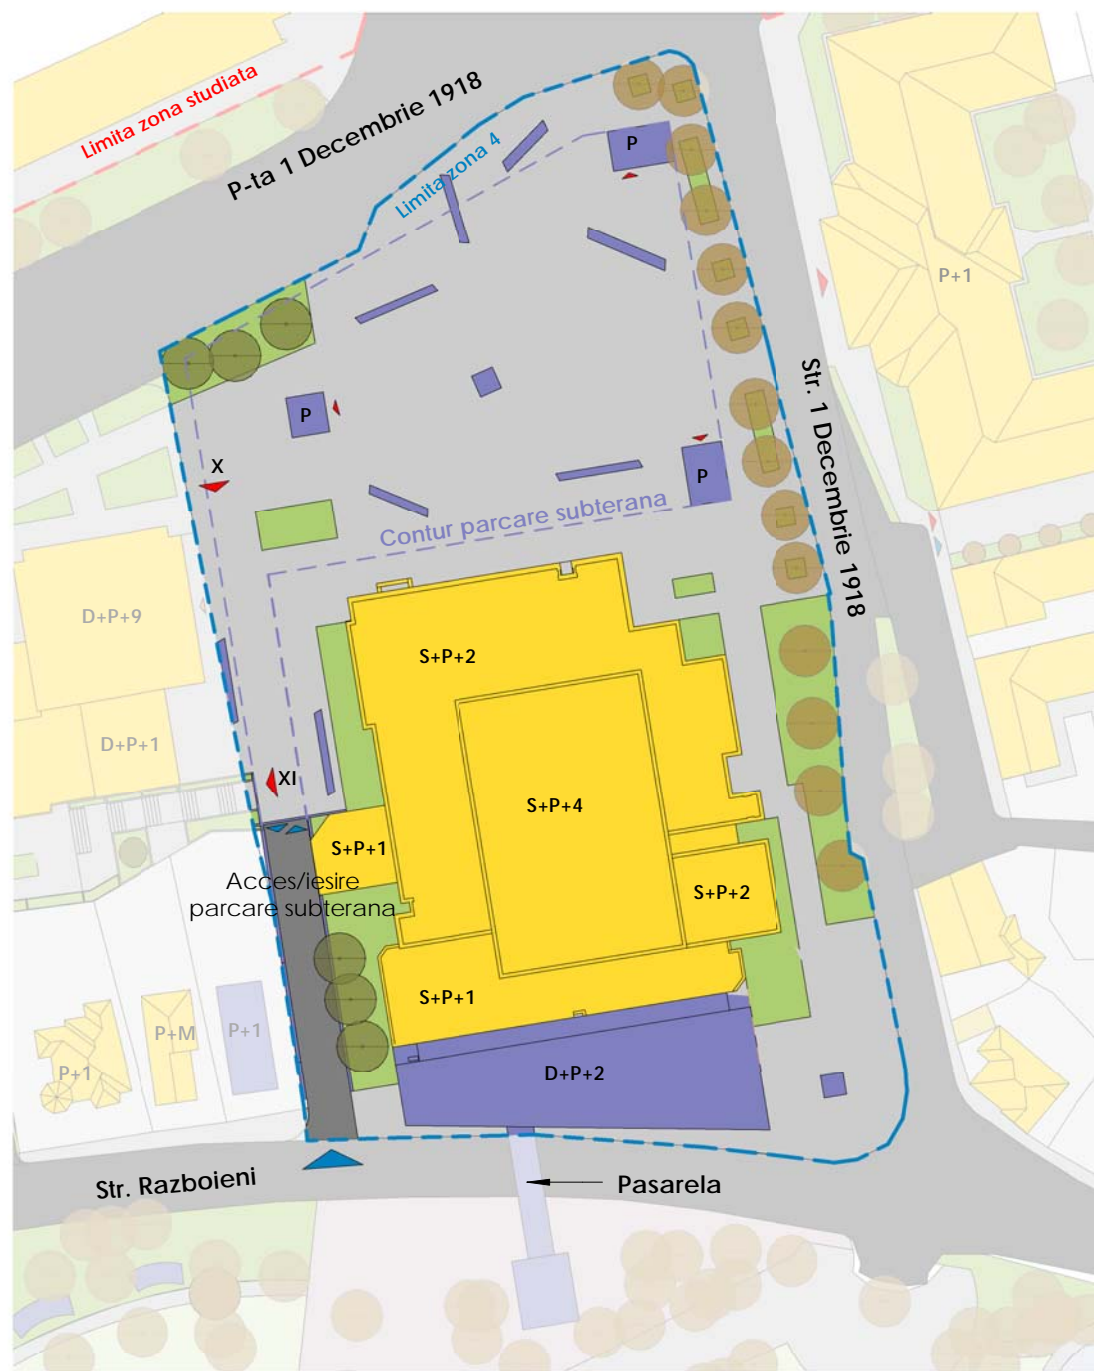 Limita zona studiata
P-ta 1 Decembrie 1918
Limita zona 4
P
P+1
P
X
Str. 1 Decembrie 1918
P
Contur parcare subterana
D+P+9
S+P+2
D+P+1
XI
S+P+4
S+P+1
Acces/iesire
parcare subterana
S+P+2
S+P+1
P+M
P+1
P+1
D+P+2
Str. Razboieni
Pasarela